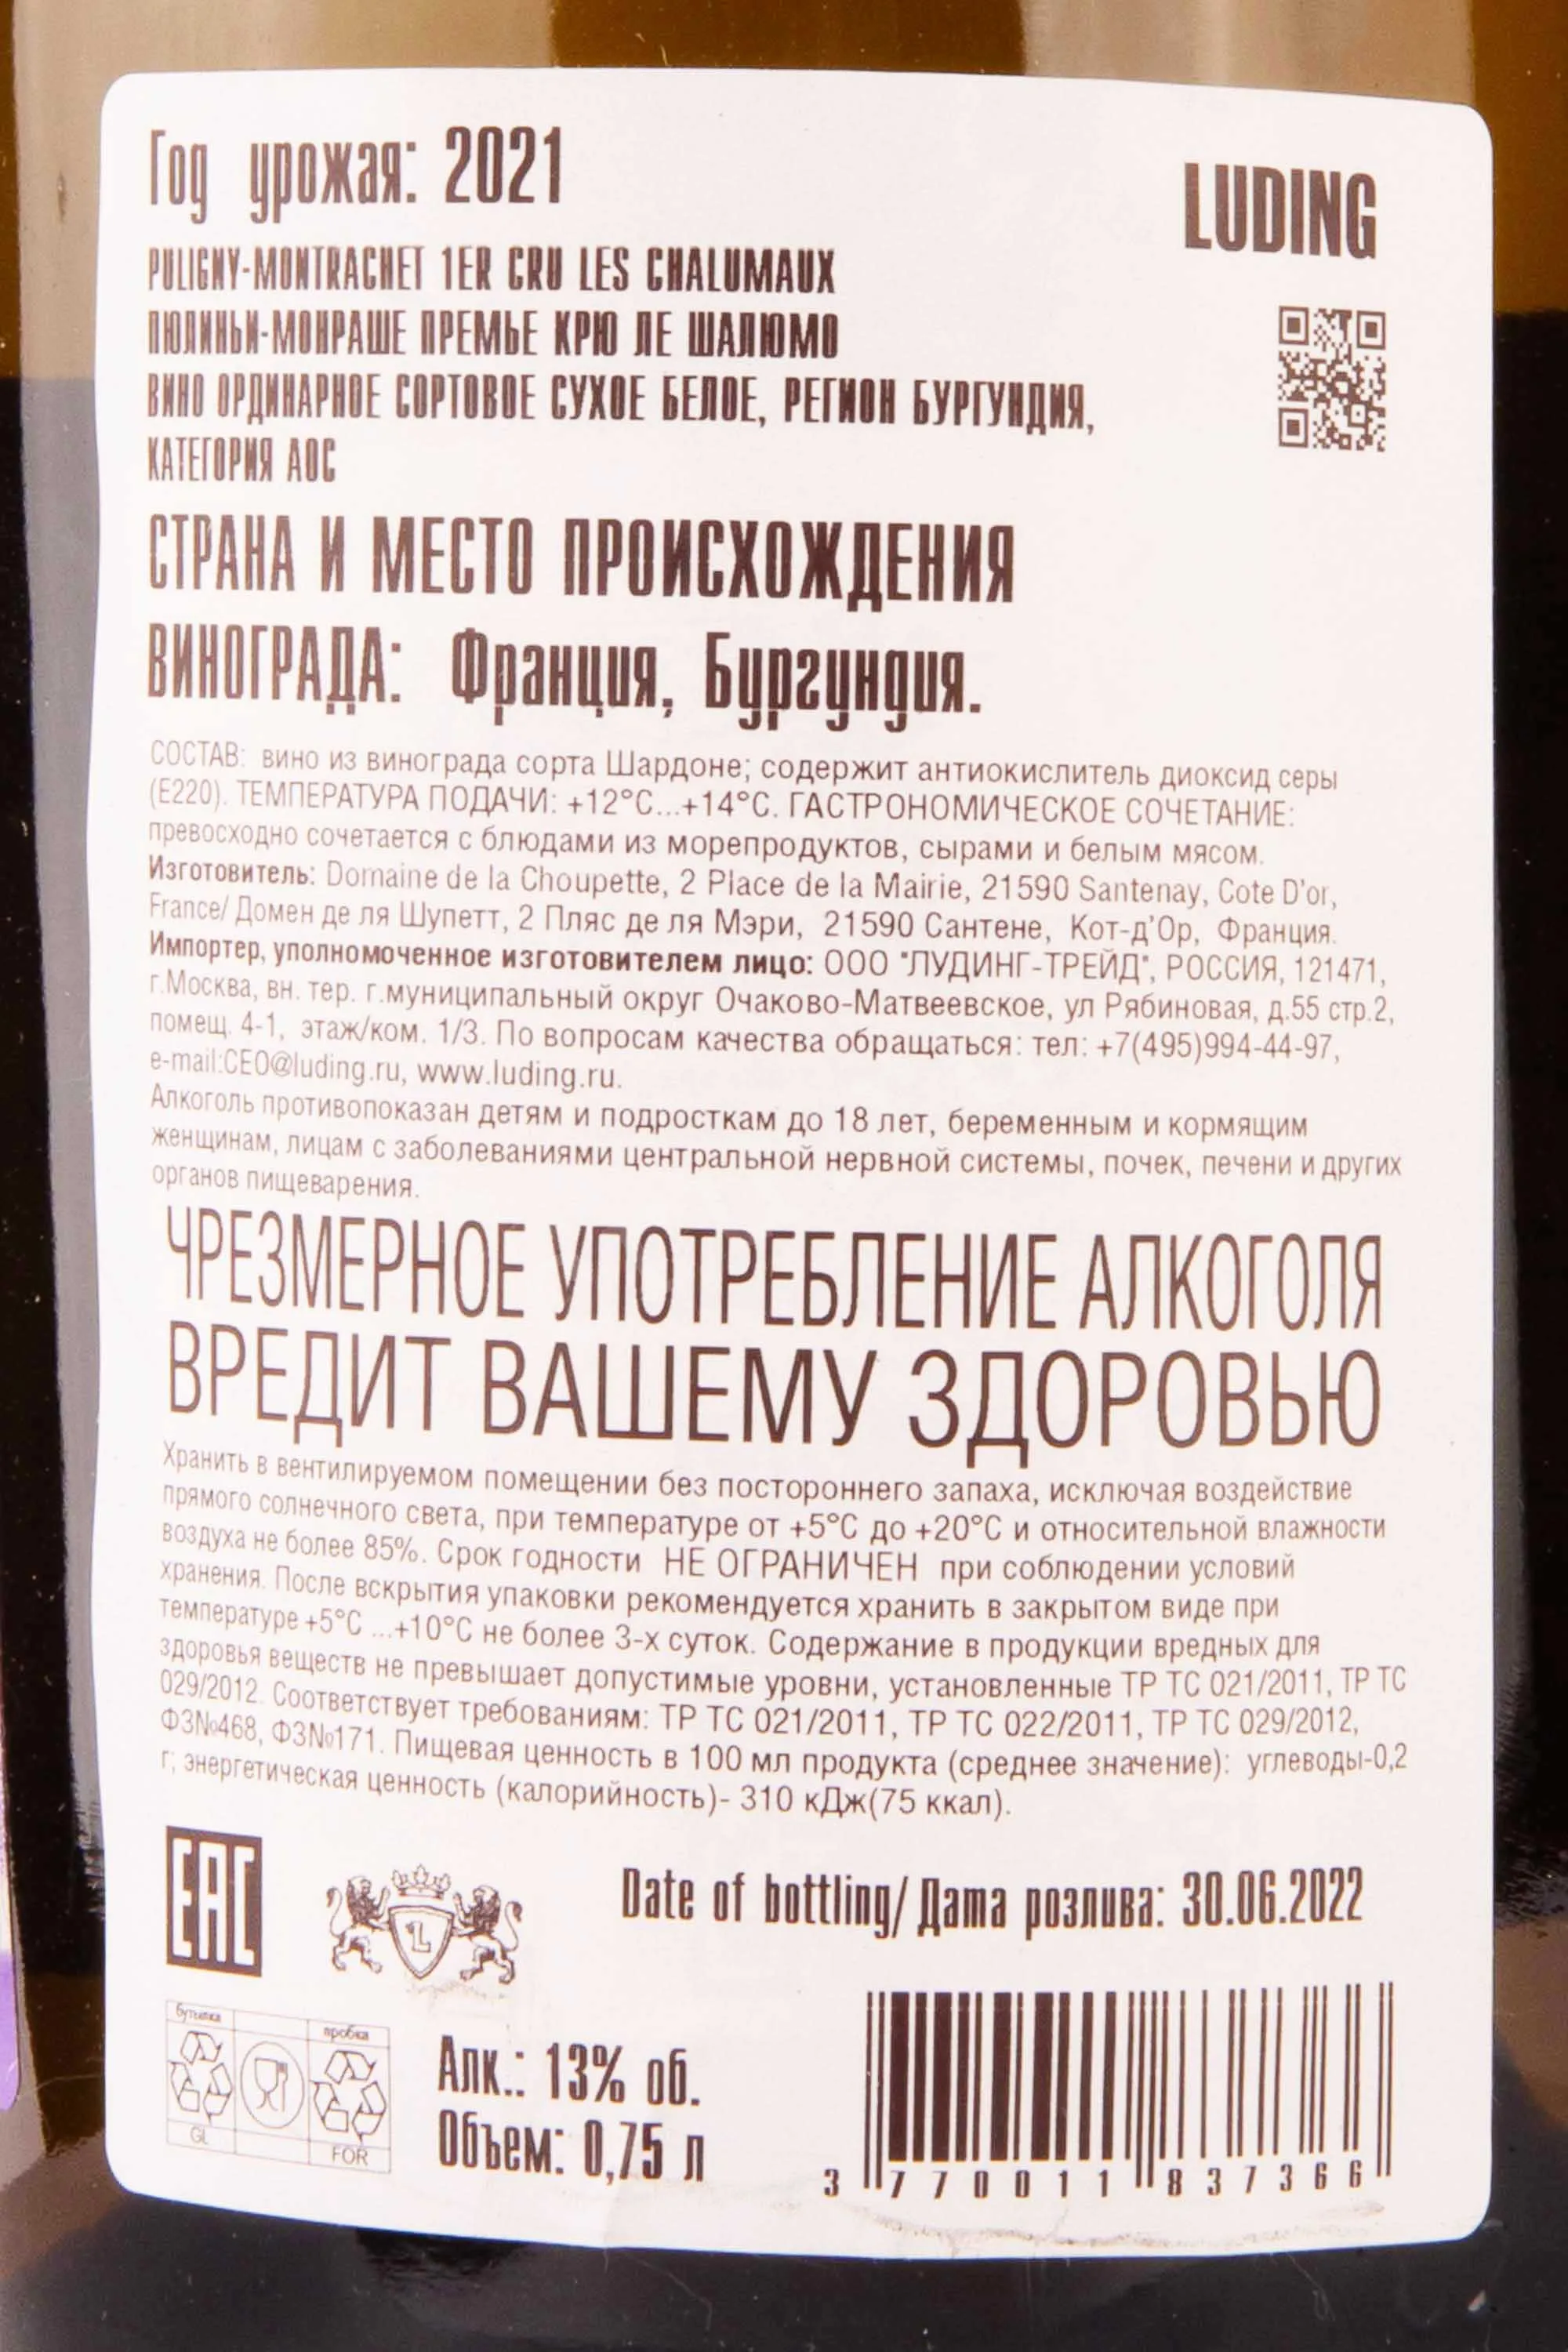 Год урожая: 2021
LUDING
PULIGNY-MONTRACHET 1ER CRU LES CHALUMAUX
ПЮЛИНЬИ-МОНРАШЕ ПРЕМЬЕ КРЮ ЛЕ ШАЛЮМО
ВИНО ОРДИНАРНОЕ СОРТОВОЕ СУХОЕ БЕЛОЕ, РЕГИОН БУРГУНДИЯ,
КАТЕГОРИЯ AOC
СТРАНА И МЕСТО ПРОИСХОЖДЕНИЯ
ВИНОГРАДА: Франция, Бургундия.
СОСТАВ: вино из винограда сорта Шардоне; содержит антиокислитель диоксид серы
(Е220). ТЕМПЕРАТУРА ПОДАЧИ: +12°С...+14°С. ГАСТРОНОМИЧЕСКОЕ СОЧЕТАНИЕ:
превосходно сочетается с блюдами из морепродуктов, сырами и белым мясом.
Изготовитель: Domaine de la Choupette, 2 Place de la Mairie, 21590 Santenay, Cote D'or,
France/ Домен де ля Шупетт, 2 Пляс де ля Мэри, 21590 Сантене, Кот-д'Ор, Франция.
Импортер, уполномоченное изготовителем лицо: ООО "ЛУДИНГ-ТРЕЙД", РОССИЯ, 121471,
г.Москва, вн. тер. г.муниципальный округ Очаково-Матвеевское, ул Рябиновая, д.55 стр.2,
помещ. 4-1, этаж/ком. 1/3. По вопросам качества обращаться: тел: +7(495)994-44-97,
e-mail:CEO@luding.ru, www.luding.ru.
Алкоголь противопоказан детям и подросткам до 18 лет, беременным и кормящим
женщинам, лицам с заболеваниями центральной нервной системы, почек, печени и других
органов пищеварения.
ЧРЕЗМЕРНОЕ УПОТРЕБЛЕНИЕ АЛКОГОЛЯ
ВРЕДИТ ВАШЕМУ ЗДОРОВЬЮ
Хранить в вентилируемом помещении без постороннего запаха, исключая воздействие
прямого солнечного света, при температуре от +5°С до +20°С и относительной влажности
воздуха не более 85%. Срок годности НЕ ОГРАНИЧЕН при соблюдении условий
хранения. После вскрытия упаковки рекомендуется хранить в закрытом виде при
температуре +5°С ...+10°С не более 3-х суток. Содержание в продукции вредных для
здоровья веществ не превышает допустимые уровни, установленные ТР ТС 021/2011, ТР ТС
029/2012. Соответствует требованиям: ТР ТС 021/2011, ТР ТС 022/2011, ТР ТС 029/2012,
ФЗ№468, ФЗ№171. Пищевая ценность в 100 мл продукта (среднее значение): углеводы-0,2
г; энергетическая ценность (калорийность)- 310 кДж(75 ккал).
EAC
L
Date of bottling/ Дата розлива: 30.06.2022
бутылка
пробка
GL
FOR
Алк.: 13% об.
Объем: 0,75 л
3 770011 837366